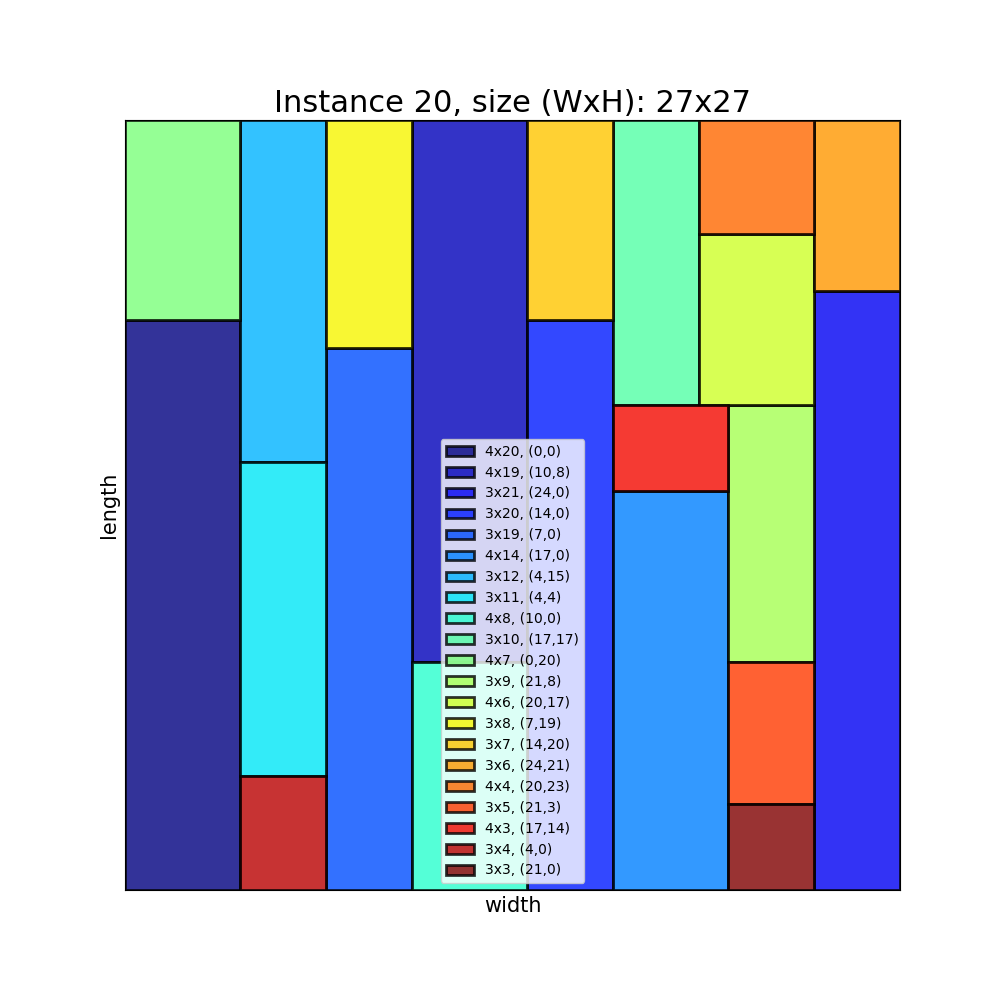 Instance 20, size (WxH): 27x27
length
4x20, (0,0)
4x19, (10,8)
3x21, (24,0)
3x20, (14,0)
3x19, (7,0)
4x14, (17,0)
3x12, (4,15)
3x11, (4,4)
4x8, (10,0)
3x10, (17,17)
4x7, (0,20)
3x9, (21,8)
4x6, (20,17)
3x8, (7,19)
3x7, (14,20)
3x6, (24,21)
4x4, (20,23)
3x5, (21,3)
4x3, (17,14)
3x4, (4,0)
3x3, (21,0)
width